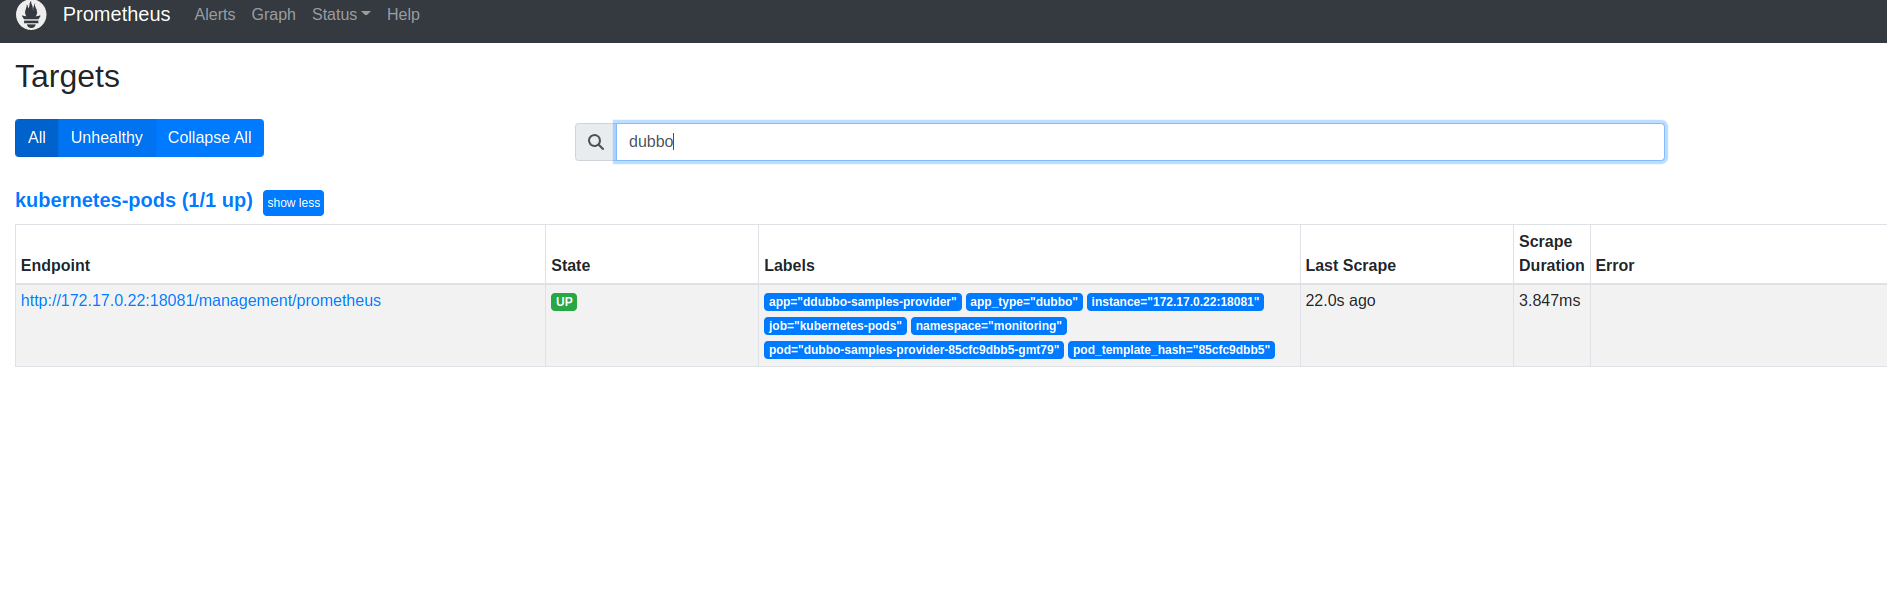 Prometheus Alerts Graph Status Help
Targets
All Unhealthy Collapse All
dubbo
kubernetes-pods (1/1 up) show less
Endpoint State Labels Last Scrape Scrape Duration Error
http://172.17.0.22:18081/management/prometheus UP app="ddubbo-samples-provider" app_type="dubbo" instance="172.17.0.22:18081" 22.0s ago 3.847ms
job="kubernetes-pods" namespace="monitoring"
pod="dubbo-samples-provider-85cfc9dbb5-gmt79" pod_template_hash="85cfc9dbb5"